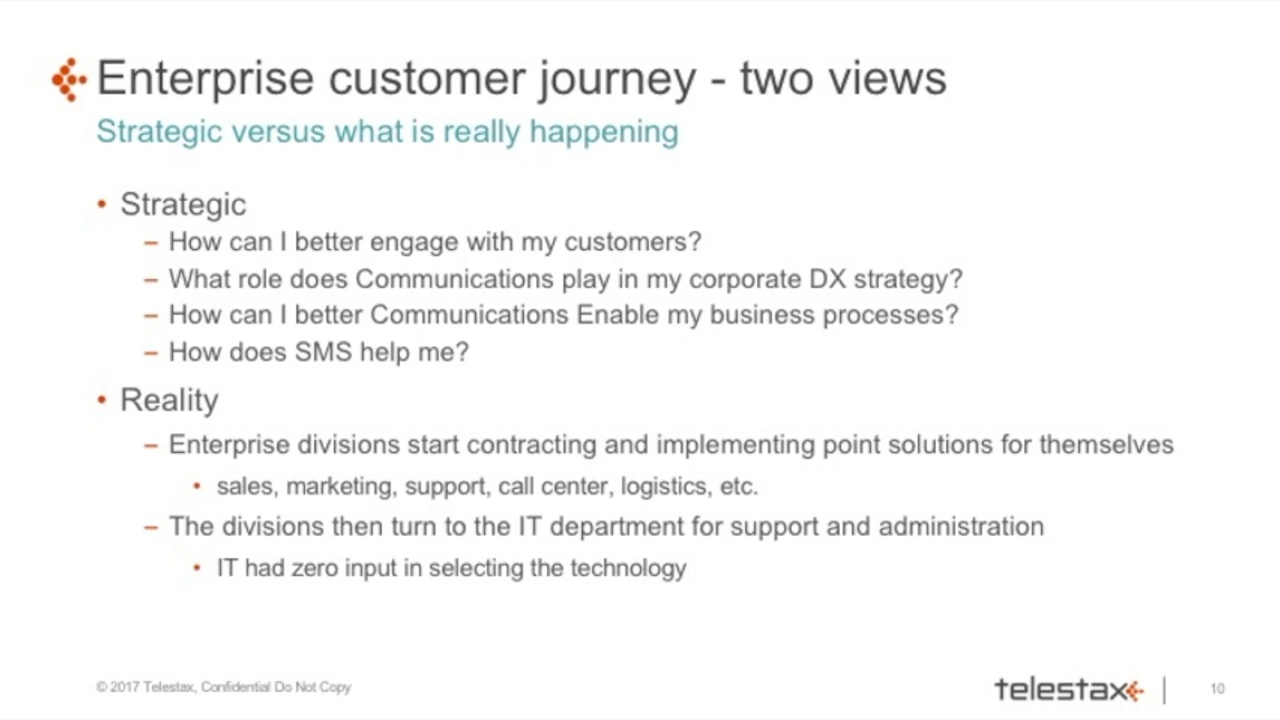 Enterprise customer journey - two views
Strategic versus what is really happening
• Strategic
– How can I better engage with my customers?
– What role does Communications play in my corporate DX strategy?
– How can I better Communications Enable my business processes?
– How does SMS help me?
• Reality
– Enterprise divisions start contracting and implementing point solutions for themselves
• sales, marketing, support, call center, logistics, etc.
– The divisions then turn to the IT department for support and administration
• IT had zero input in selecting the technology
© 2017 Telestax, Confidential Do Not Copy
telestax
10